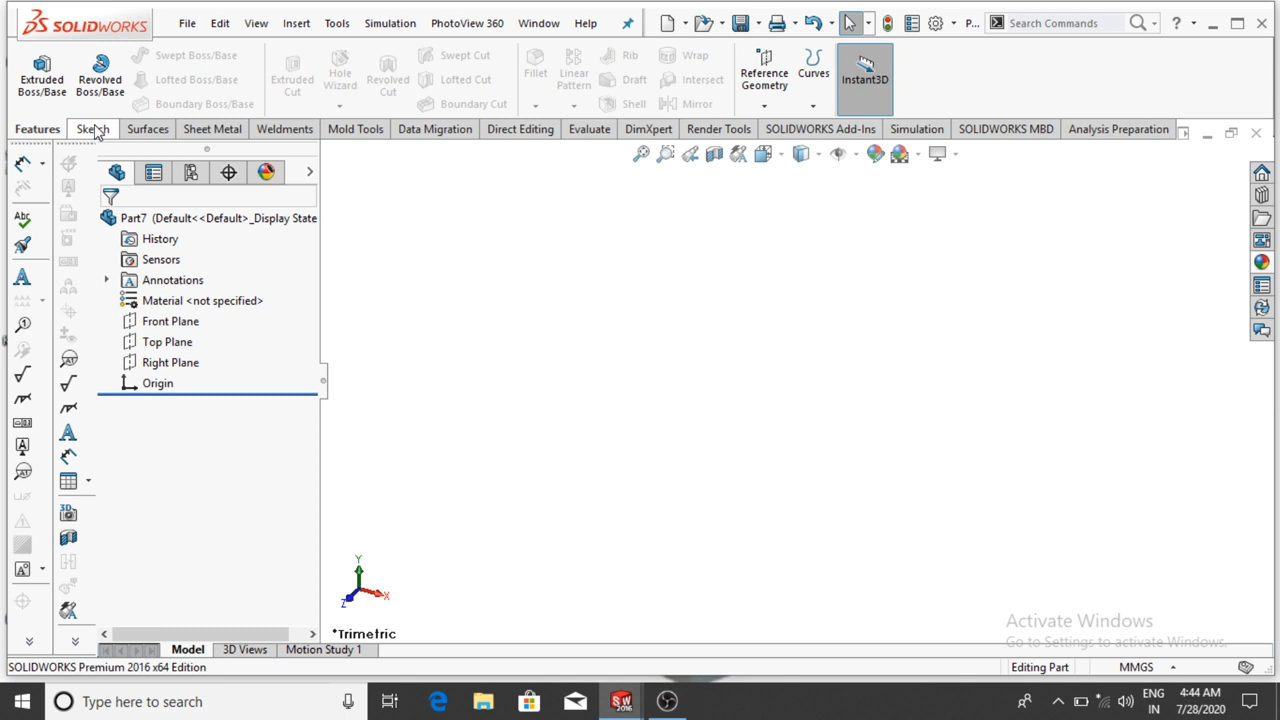 SOLIDWORKS File Edit View Insert Tools Simulation PhotoView 360 Window Help P... Search Commands
Extruded Boss/Base
Revolved Boss/Base
Swept Boss/Base
Lofted Boss/Base
Boundary Boss/Base
Extruded Cut
Hole Wizard
Revolved Cut
Swept Cut
Lofted Cut
Boundary Cut
Fillet
Linear Pattern
Rib
Draft
Shell
Wrap
Intersect
Mirror
Reference Geometry
Curves
Instant3D
Features Sketch Surfaces Sheet Metal Weldments Mold Tools Data Migration Direct Editing Evaluate DimXpert Render Tools SOLIDWORKS Add-Ins Simulation SOLIDWORKS MBD Analysis Preparation
Part7 (Default<<Default>_Display State
History
Sensors
Annotations
Material <not specified>
Front Plane
Top Plane
Right Plane
Origin
Y
X
Z
*Trimetric
Activate Windows
Go to Settings to activate Windows.
Model 3D Views Motion Study 1
SOLIDWORKS Premium 2016 x64 Edition Editing Part MMGS
Type here to search
ENG 4:44 AM
IN 7/28/2020